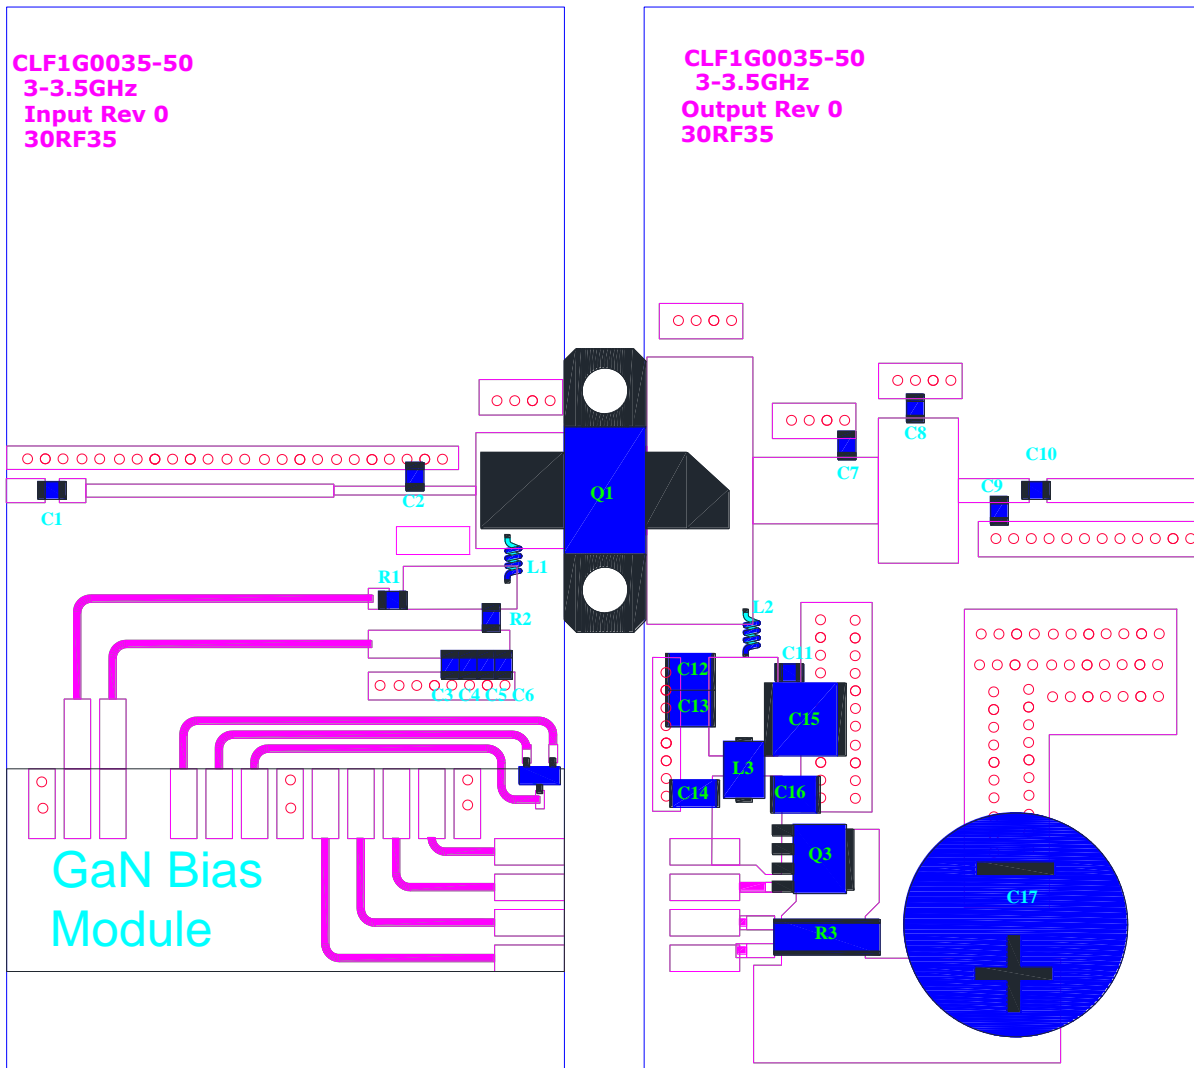 CLF1G0035-50
3-3.5GHz
Input Rev 0
30RF35
CLF1G0035-50
3-3.5GHz
Output Rev 0
30RF35
C8
C7
C10
C9
Q1
C2
C1
L1
R1
R2
L2
C11
C12
C3 C4 C5 C6
C13
C15
L3
C14
C16
Q3
GaN Bias
Module
C17
R3